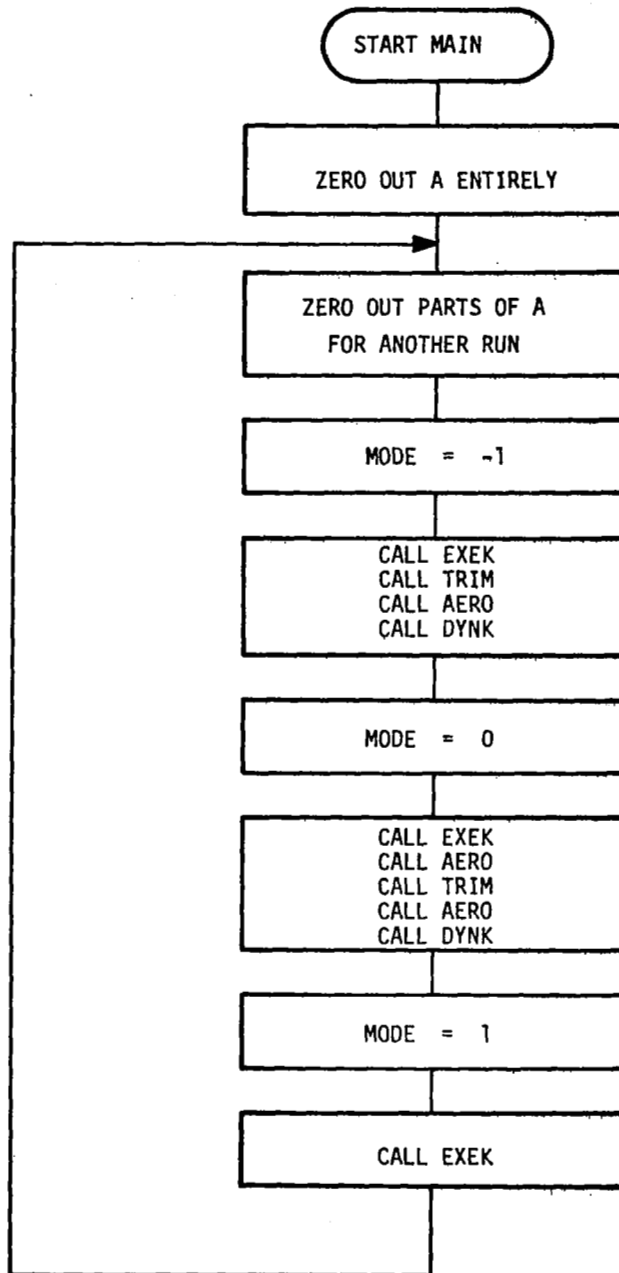 START MAIN
ZERO OUT A ENTIRELY
ZERO OUT PARTS OF A
FOR ANOTHER RUN
MODE = -1
CALL EXEK
CALL TRIM
CALL AERO
CALL DYNK
MODE = 0
CALL EXEK
CALL AERO
CALL TRIM
CALL AERO
CALL DYNK
MODE = 1
CALL EXEK